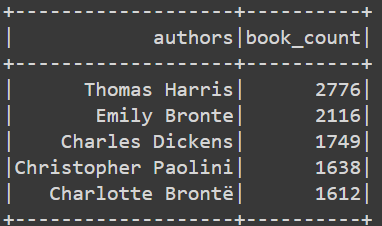 +-------------------+----------+
|            authors|book_count|
+-------------------+----------+
|      Thomas Harris|      2776|
|       Emily Bronte|      2116|
|    Charles Dickens|      1749|
|Christopher Paolini|      1638|
|   Charlotte Brontë|      1612|
+-------------------+----------+